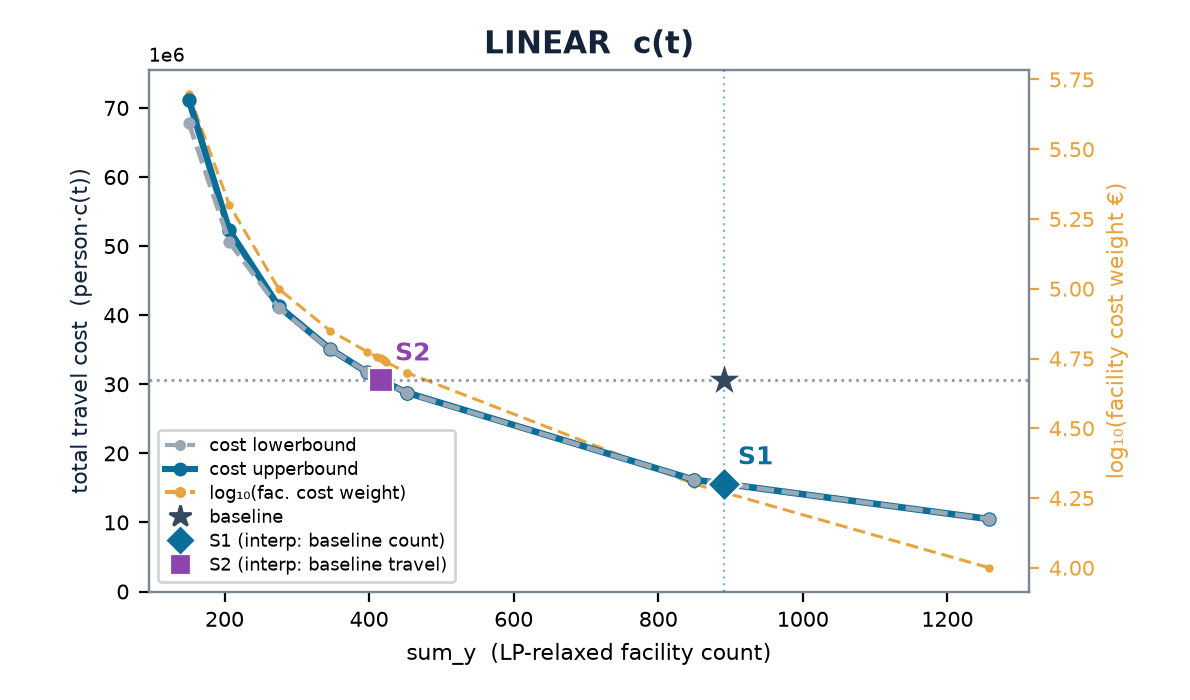 LINEAR  c(t)
1e6
70
60
50
40
30
20
10
0
total travel cost  (person·c(t))
200
400
600
800
1000
1200
sum_y  (LP-relaxed facility count)
5.75
5.50
5.25
5.00
4.75
4.50
4.25
4.00
log₁₀(facility cost weight €)
S2
S1
cost lowerbound
cost upperbound
log₁₀(fac. cost weight)
baseline
S1 (interp: baseline count)
S2 (interp: baseline travel)